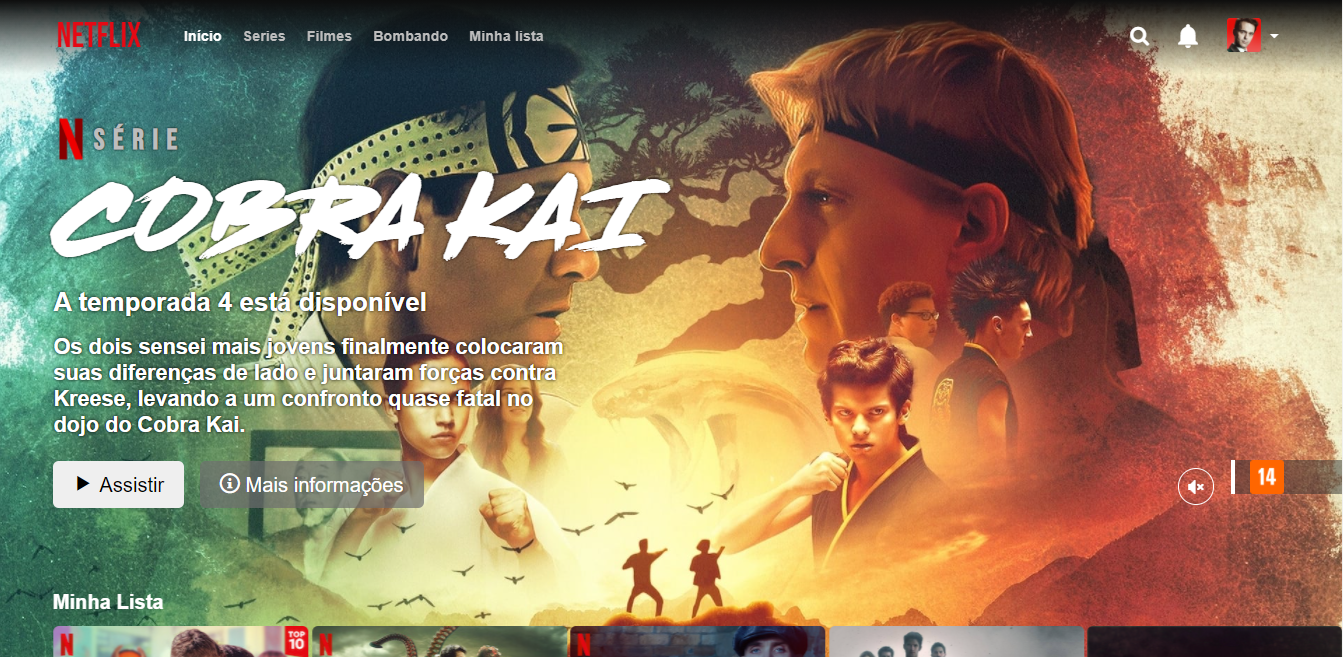 NETFLIX Início Series Filmes Bombando Minha lista
N SÉRIE
COBRA KAI
A temporada 4 está disponível
Os dois sensei mais jovens finalmente colocaram
suas diferenças de lado e juntaram forças contra
Kreese, levando a um confronto quase fatal no
dojo do Cobra Kai.
Assistir Mais informações
14
Minha Lista
N TOP
10
N
N